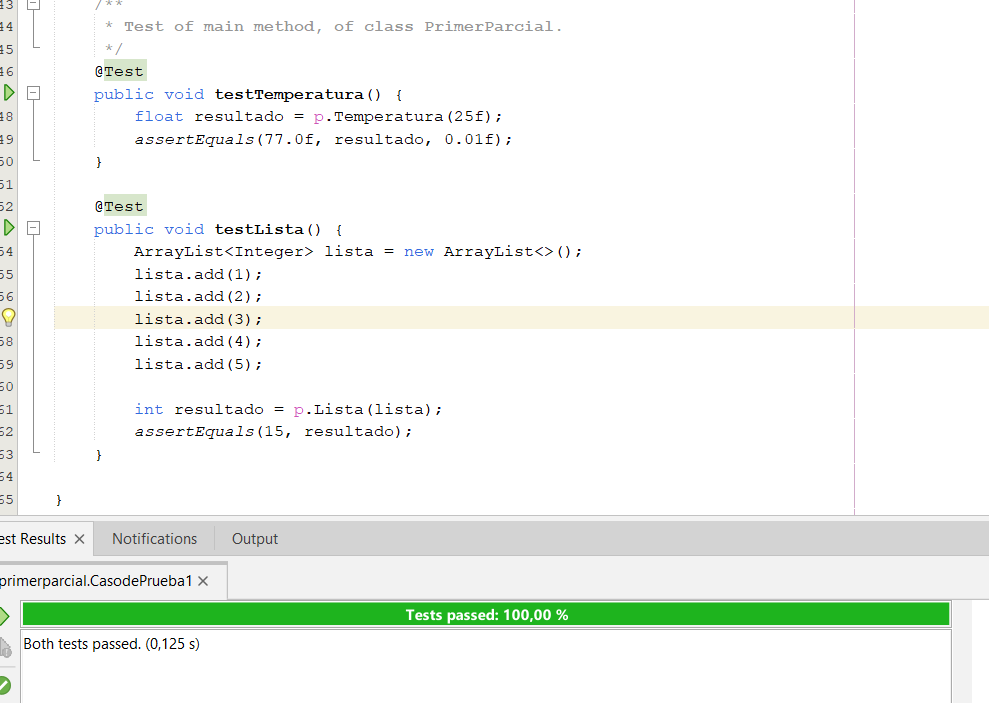 43 /**
44 * Test of main method, of class PrimerParcial.
45 */
46 @Test
public void testTemperatura() {
48 float resultado = p.Temperatura(25f);
49 assertEquals(77.0f, resultado, 0.01f);
50 }
51
52 @Test
public void testLista() {
54 ArrayList<Integer> lista = new ArrayList<>();
55 lista.add(1);
56 lista.add(2);
lista.add(3);
58 lista.add(4);
59 lista.add(5);
60
61 int resultado = p.Lista(lista);
62 assertEquals(15, resultado);
63 }
64
65 }
est Results × Notifications Output
primerparcial.CasodePrueba1 ×
Tests passed: 100,00 %
Both tests passed. (0,125 s)